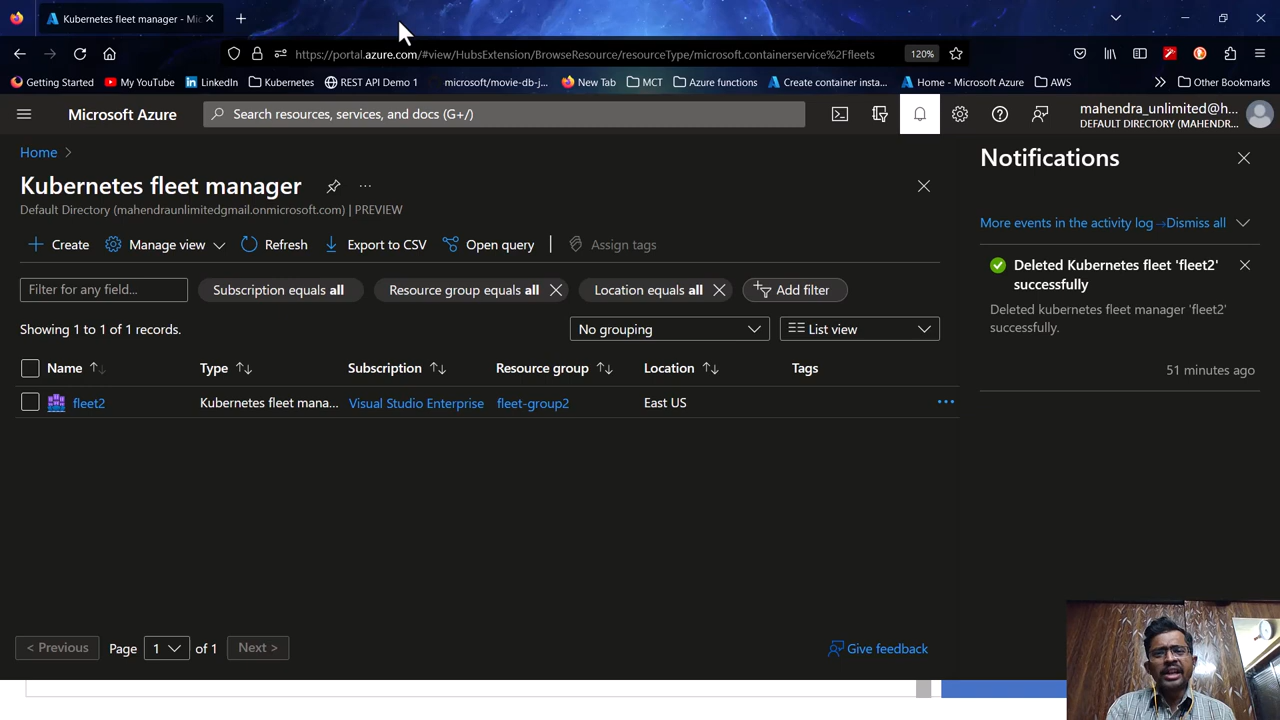 Kubernetes fleet manager - Mic
https://portal.azure.com/#view/HubsExtension/BrowseResource/resourceType/microsoft.containerservice%2Ffleets
120%
Getting Started
My YouTube
LinkedIn
Kubernetes
REST API Demo 1
microsoft/movie-db-j...
New Tab
MCT
Azure functions
Create container insta...
Home - Microsoft Azure
AWS
Other Bookmarks
Microsoft Azure
Search resources, services, and docs (G+/)
mahendra_unlimited@h...
DEFAULT DIRECTORY (MAHENDR...
Home
Kubernetes fleet manager
...
Default Directory (mahendraunlimitedgmail.onmicrosoft.com) | PREVIEW
Create
Manage view
Refresh
Export to CSV
Open query
Assign tags
Filter for any field...
Subscription equals all
Resource group equals all
Location equals all
Add filter
Showing 1 to 1 of 1 records.
No grouping
List view
Name
Type
Subscription
Resource group
Location
Tags
fleet2
Kubernetes fleet mana...
Visual Studio Enterprise
fleet-group2
East US
...
< Previous
Page
1
of 1
Next >
Give feedback
Notifications
More events in the activity log →
Dismiss all
Deleted Kubernetes fleet 'fleet2'
successfully
Deleted kubernetes fleet manager 'fleet2'
successfully.
51 minutes ago